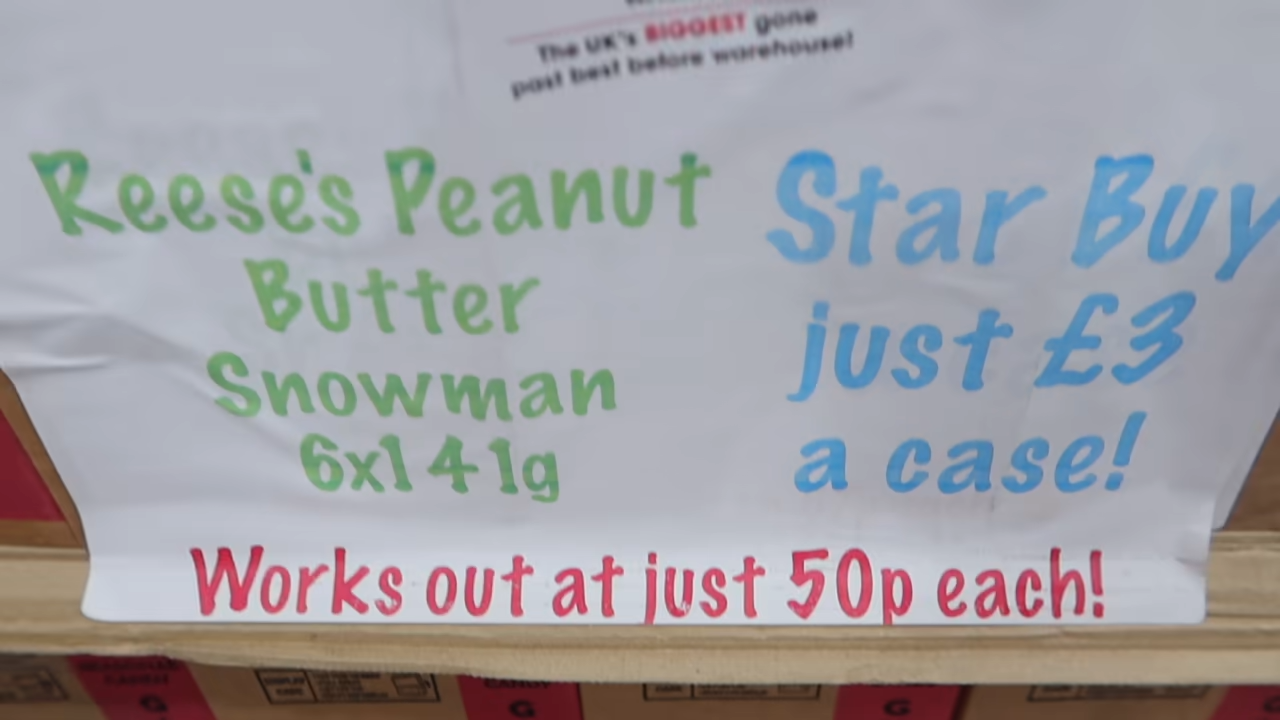 The UK's BIGGEST gone
past best before warehouse!
Reese's Peanut
Butter
Snowman
6x141g
Star Buy
just £3
a case!
Works out at just 50p each!
CANDY
G
G
G